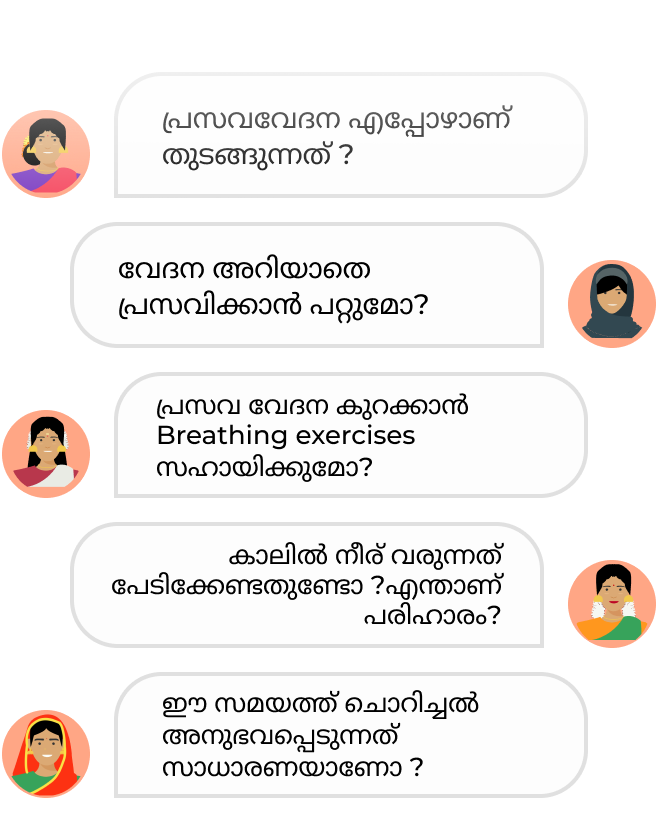 പ്രസവവേദന എപ്പോഴാണ്
തുടങ്ങുന്നത് ?
വേദന അറിയാതെ
പ്രസവിക്കാൻ പറ്റുമോ?
പ്രസവ വേദന കുറക്കാൻ
Breathing exercises
സഹായിക്കുമോ?
കാലിൽ നീര് വരുന്നത്
പേടിക്കേണ്ടതുണ്ടോ ?എന്താണ്
പരിഹാരം?
ഈ സമയത്ത് ചൊറിച്ചൽ
അനുഭവപ്പെടുന്നത്
സാധാരണയാണോ ?